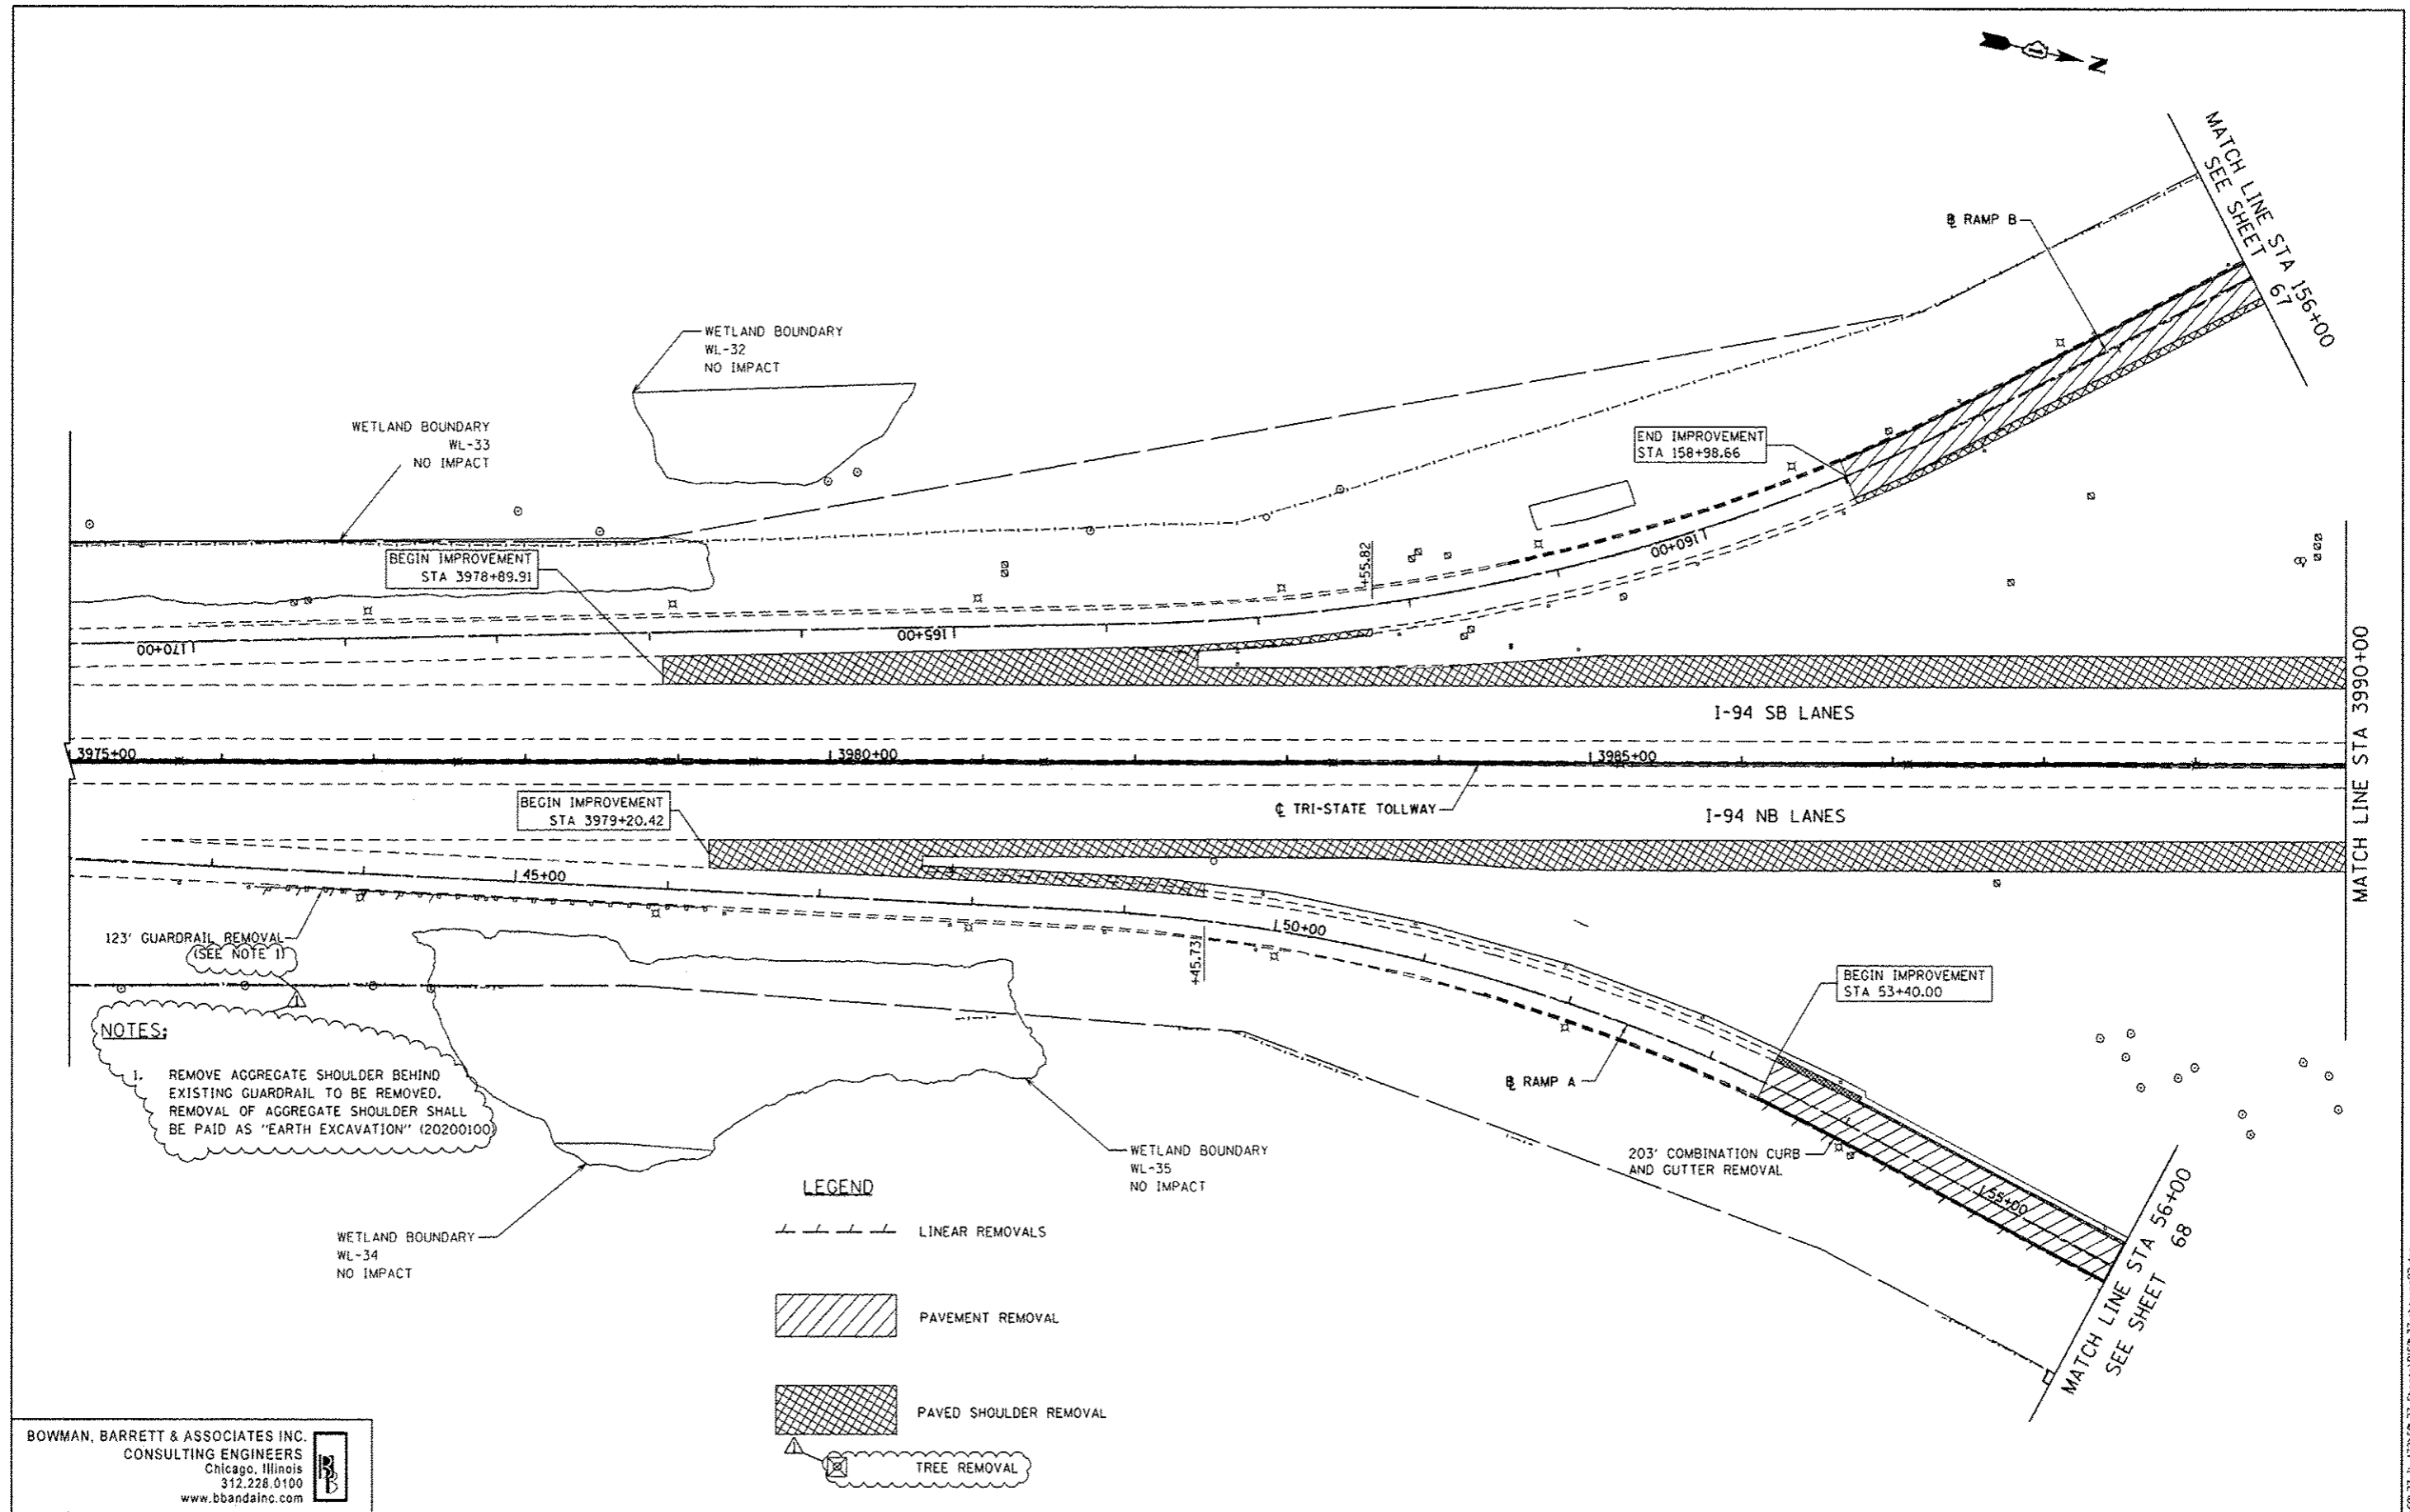 N
MATCH LINE STA 156+00
SEE SHEET 67
℄ RAMP B
WETLAND BOUNDARY
WL-32
NO IMPACT
WETLAND BOUNDARY
WL-33
NO IMPACT
END IMPROVEMENT
STA 158+98.66
BEGIN IMPROVEMENT
STA 3978+89.91
+55.82
160+00
165+00
170+00
I-94 SB LANES
3975+00
3980+00
3985+00
MATCH LINE STA 3990+00
BEGIN IMPROVEMENT
STA 3979+20.42
℄ TRI-STATE TOLLWAY
I-94 NB LANES
45+00
50+00
+45.73
123' GUARDRAIL REMOVAL
(SEE NOTE 1)
1
BEGIN IMPROVEMENT
STA 53+40.00
NOTES:
1. REMOVE AGGREGATE SHOULDER BEHIND
EXISTING GUARDRAIL TO BE REMOVED.
REMOVAL OF AGGREGATE SHOULDER SHALL
BE PAID AS "EARTH EXCAVATION" (20200100)
℄ RAMP A
203' COMBINATION CURB
AND GUTTER REMOVAL
55+00
WETLAND BOUNDARY
WL-35
NO IMPACT
MATCH LINE STA 56+00
SEE SHEET 68
WETLAND BOUNDARY
WL-34
NO IMPACT
LEGEND
LINEAR REMOVALS
PAVEMENT REMOVAL
PAVED SHOULDER REMOVAL
1
TREE REMOVAL
BOWMAN, BARRETT & ASSOCIATES INC.
CONSULTING ENGINEERS
Chicago, Illinois
312.228.0100
www.bbandainc.com